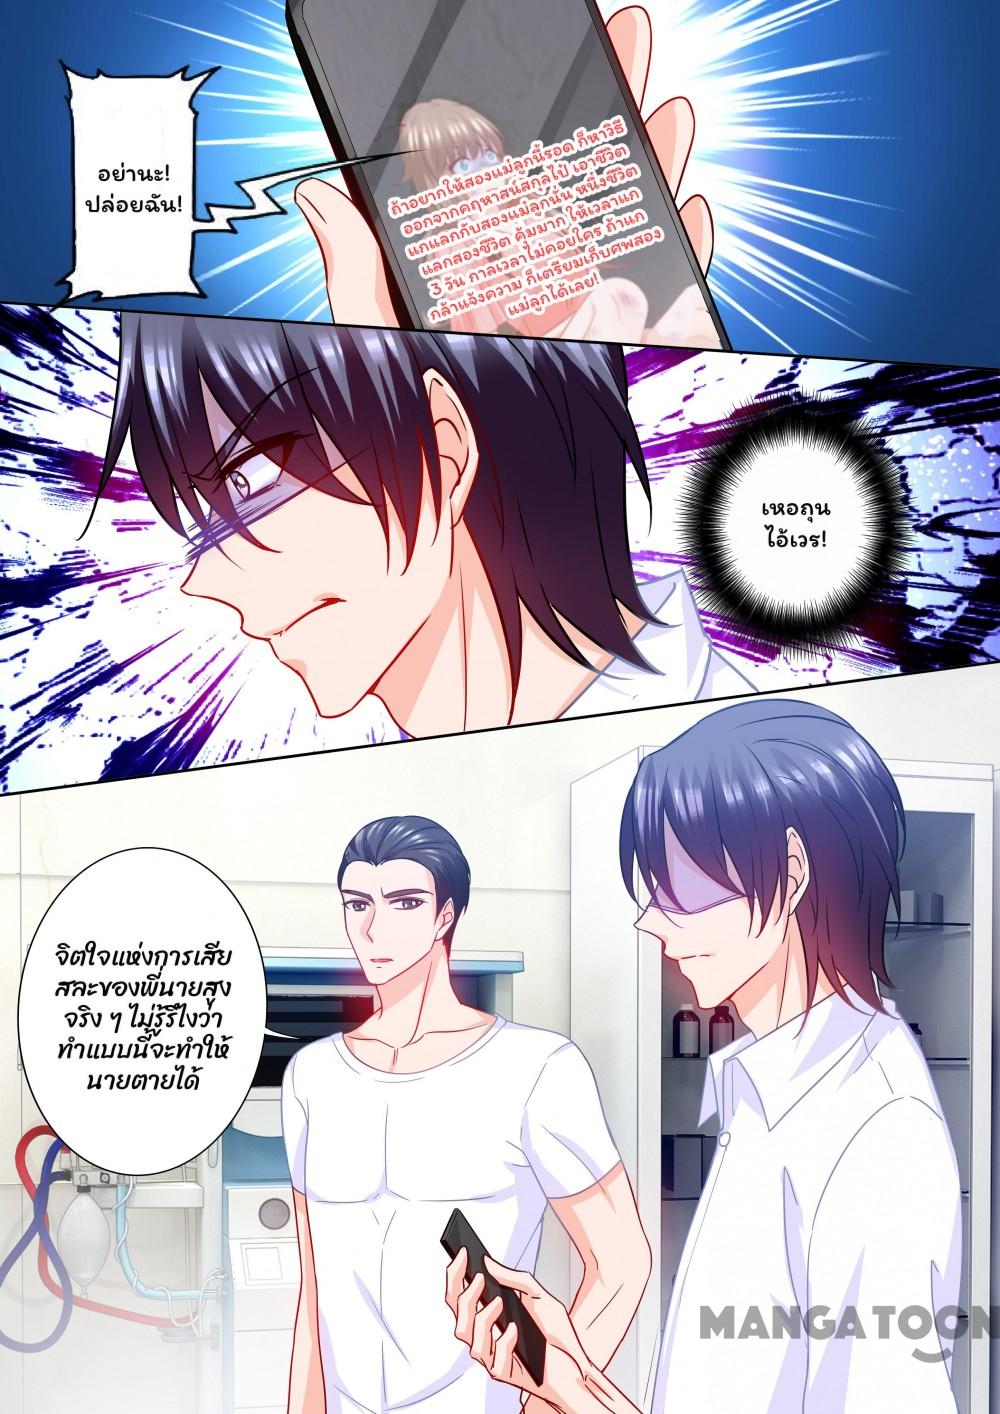 อย่านะ!
ปล่อยฉัน!
ถ้าอยากให้สองแม่ลูกนี้รอด ก็หาวิธี
ออกจากคฤหาสน์สกุลไป๋ เอาชีวิต
แกแลกกับสองแม่ลูกนั่น หนึ่งชีวิต
แลกสองชีวิต คุ้มมาก ให้เวลาแก
3 วัน กาลเวลาไม่คอยใคร ถ้าแก
กล้าแจ้งความ ก็เตรียมเก็บศพสอง
แม่ลูกได้เลย!
เหอถุน
ไอ้เวร!
จิตใจแห่งการเสีย
สละของพี่นายสูง
จริง ๆ ไม่รู้รึไงว่า
ทำแบบนี้จะทำให้
นายตายได้
MANGATOON